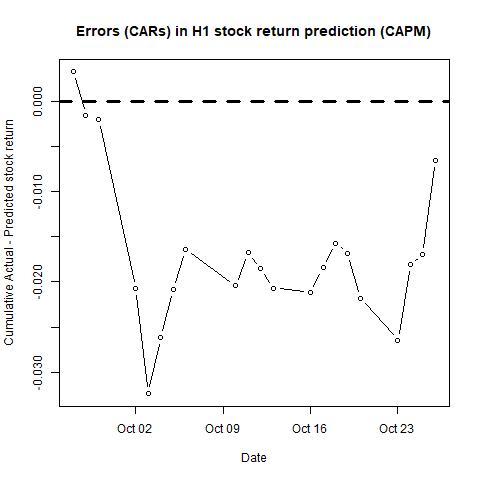 Errors (CARs) in H1 stock return prediction (CAPM)
Cumulative Actual - Predicted stock return
0.000
-0.010
-0.020
-0.030
Oct 02
Oct 09
Oct 16
Oct 23
Date